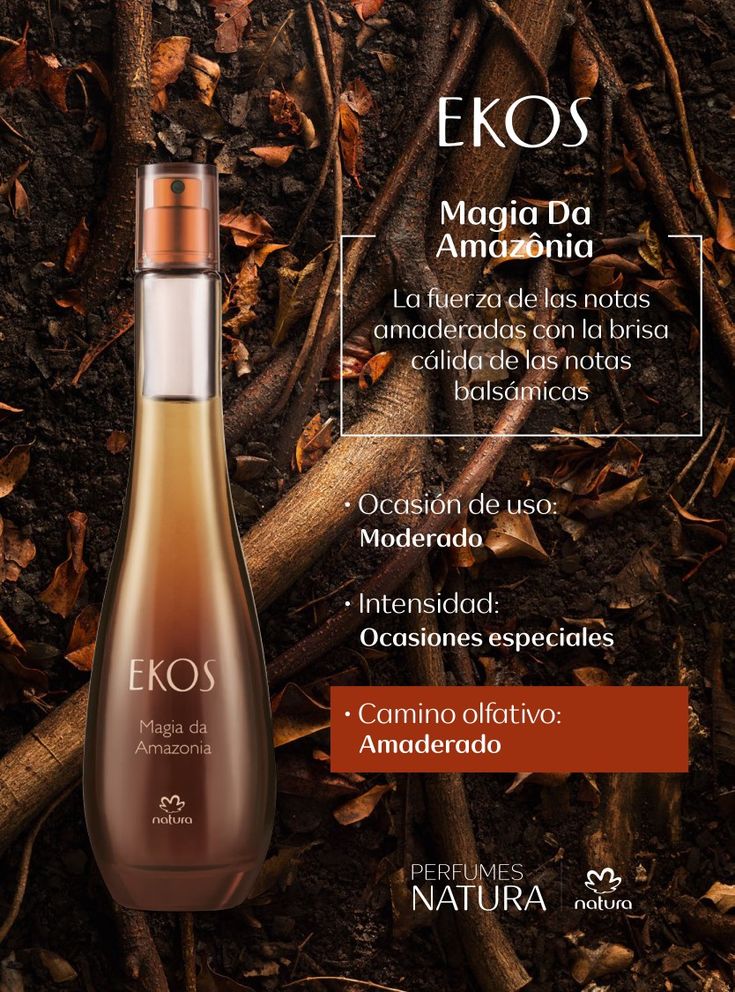 EKOS
Magia Da
Amazônia
La fuerza de las notas
amaderadas con la brisa
cálida de las notas
balsámicas
• Ocasión de uso:
Moderado
• Intensidad:
Ocasiones especiales
• Camino olfativo:
Amaderado
EKOS
Magia da
Amazonia
natura
PERFUMES
NATURA
natura